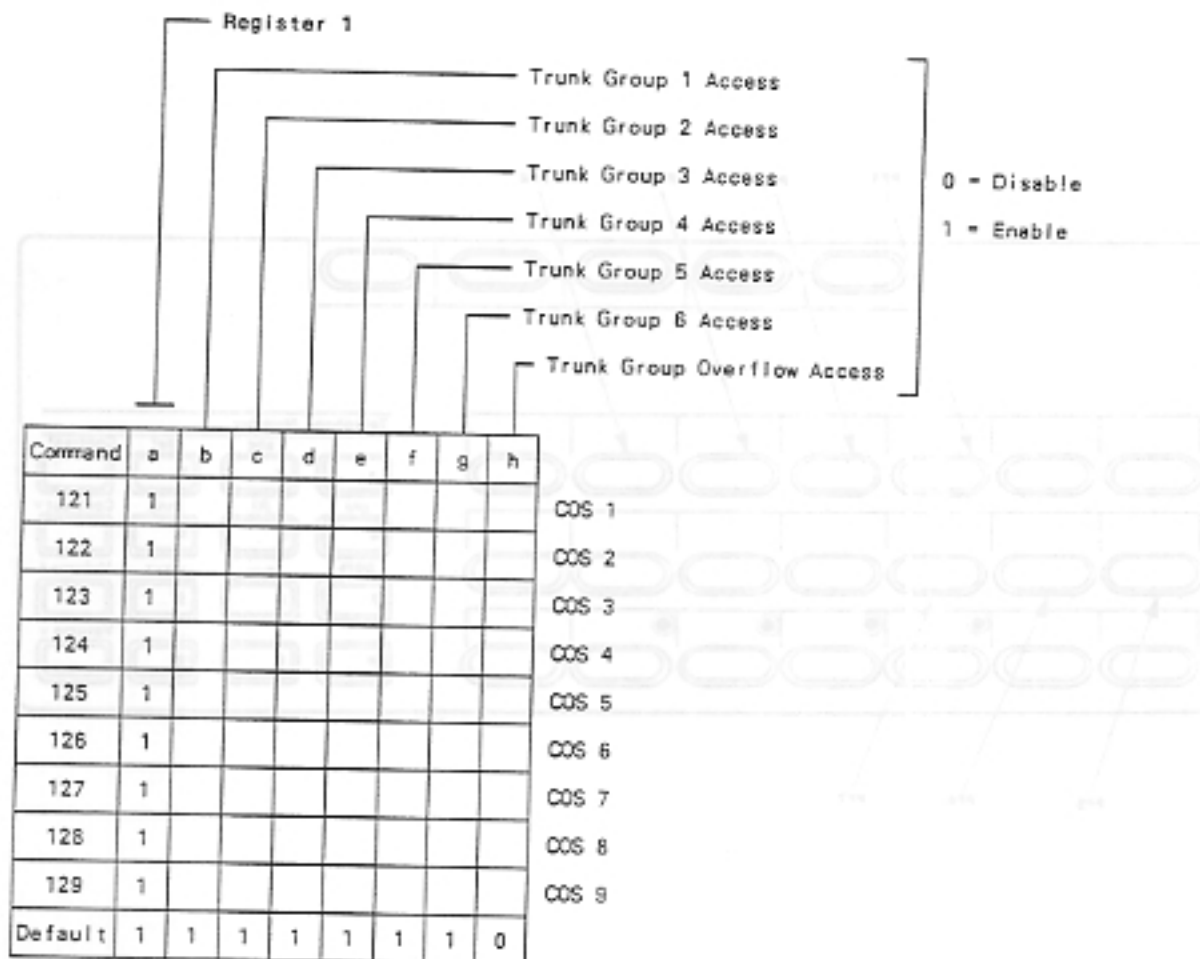 Register 1
Trunk Group 1 Access
Trunk Group 2 Access
Trunk Group 3 Access
0 = Disable
Trunk Group 4 Access
1 = Enable
Trunk Group 5 Access
Trunk Group 6 Access
Trunk Group Overflow Access
Command a b c d e f g h
121 1 COS 1
122 1 COS 2
123 1 COS 3
124 1 COS 4
125 1 COS 5
126 1 COS 6
127 1 COS 7
128 1 COS 8
129 1 COS 9
Default 1 1 1 1 1 1 1 0